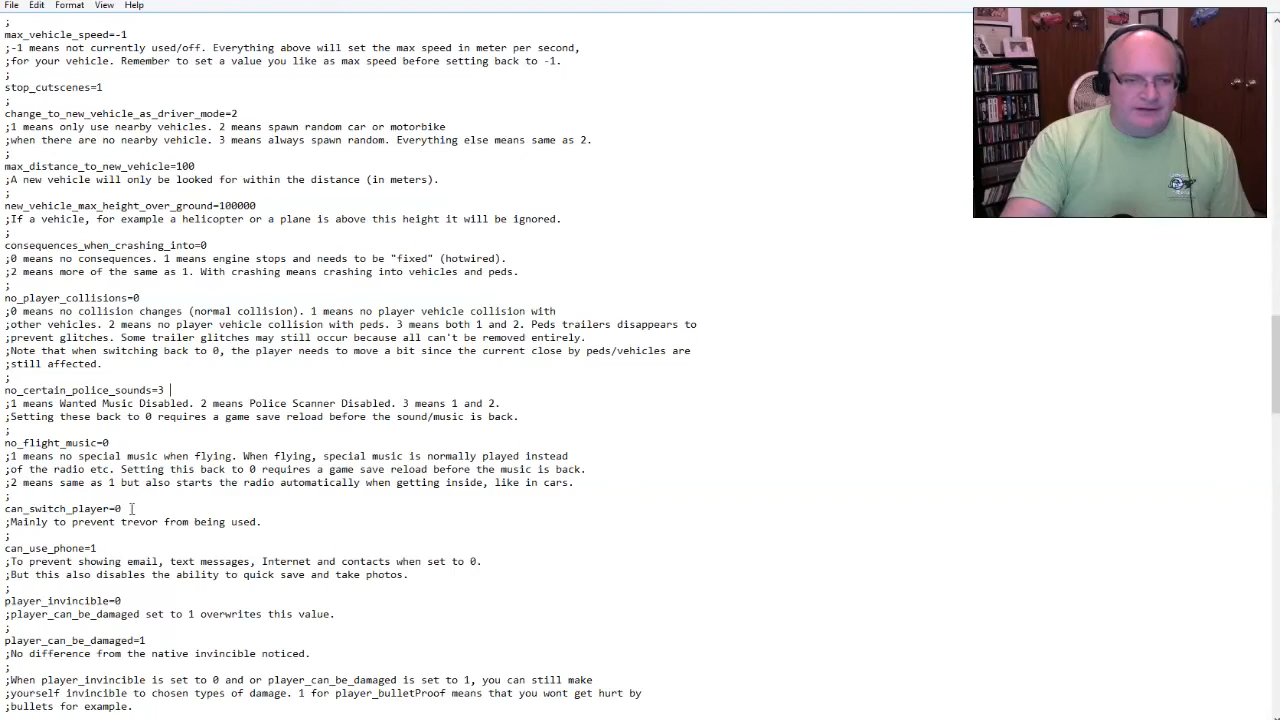 File Edit Format View Help
;
max_vehicle_speed=-1
;-1 means not currently used/off. Everything above will set the max speed in meter per second,
;for your vehicle. Remember to set a value you like as max speed before setting back to -1.
;
stop_cutscenes=1
;
change_to_new_vehicle_as_driver_mode=2
;1 means only use nearby vehicles. 2 means spawn random car or motorbike
;when there are no nearby vehicle. 3 means always spawn random. Everything else means same as 2.
;
max_distance_to_new_vehicle=100
;A new vehicle will only be looked for within the distance (in meters).
;
new_vehicle_max_height_over_ground=100000
;If a vehicle, for example a helicopter or a plane is above this height it will be ignored.
;
consequences_when_crashing_into=0
;0 means no consequences. 1 means engine stops and needs to be "fixed" (hotwired).
;2 means more of the same as 1. With crashing means crashing into vehicles and peds.
;
no_player_collisions=0
;0 means no collision changes (normal collision). 1 means no player vehicle collision with
;other vehicles. 2 means no player vehicle collision with peds. 3 means both 1 and 2. Peds trailers disappears to
;prevent glitches. Some trailer glitches may still occur because all can't be removed entirely.
;Note that when switching back to 0, the player needs to move a bit since the current close by peds/vehicles are
;still affected.
;
no_certain_police_sounds=3
;1 means Wanted Music Disabled. 2 means Police Scanner Disabled. 3 means 1 and 2.
;Setting these back to 0 requires a game save reload before the sound/music is back.
;
no_flight_music=0
;1 means no special music when flying. When flying, special music is normally played instead
;of the radio etc. Setting this back to 0 requires a game save reload before the music is back.
;2 means same as 1 but also starts the radio automatically when getting inside, like in cars.
;
can_switch_player=0
;Mainly to prevent trevor from being used.
;
can_use_phone=1
;To prevent showing email, text messages, Internet and contacts when set to 0.
;But this also disables the ability to quick save and take photos.
;
player_invincible=0
;player_can_be_damaged set to 1 overwrites this value.
;
player_can_be_damaged=1
;No difference from the native invincible noticed.
;
;When player_invincible is set to 0 and or player_can_be_damaged is set to 1, you can still make
;yourself invincible to chosen types of damage. 1 for player_bulletProof means that you wont get hurt by
;bullets for example.